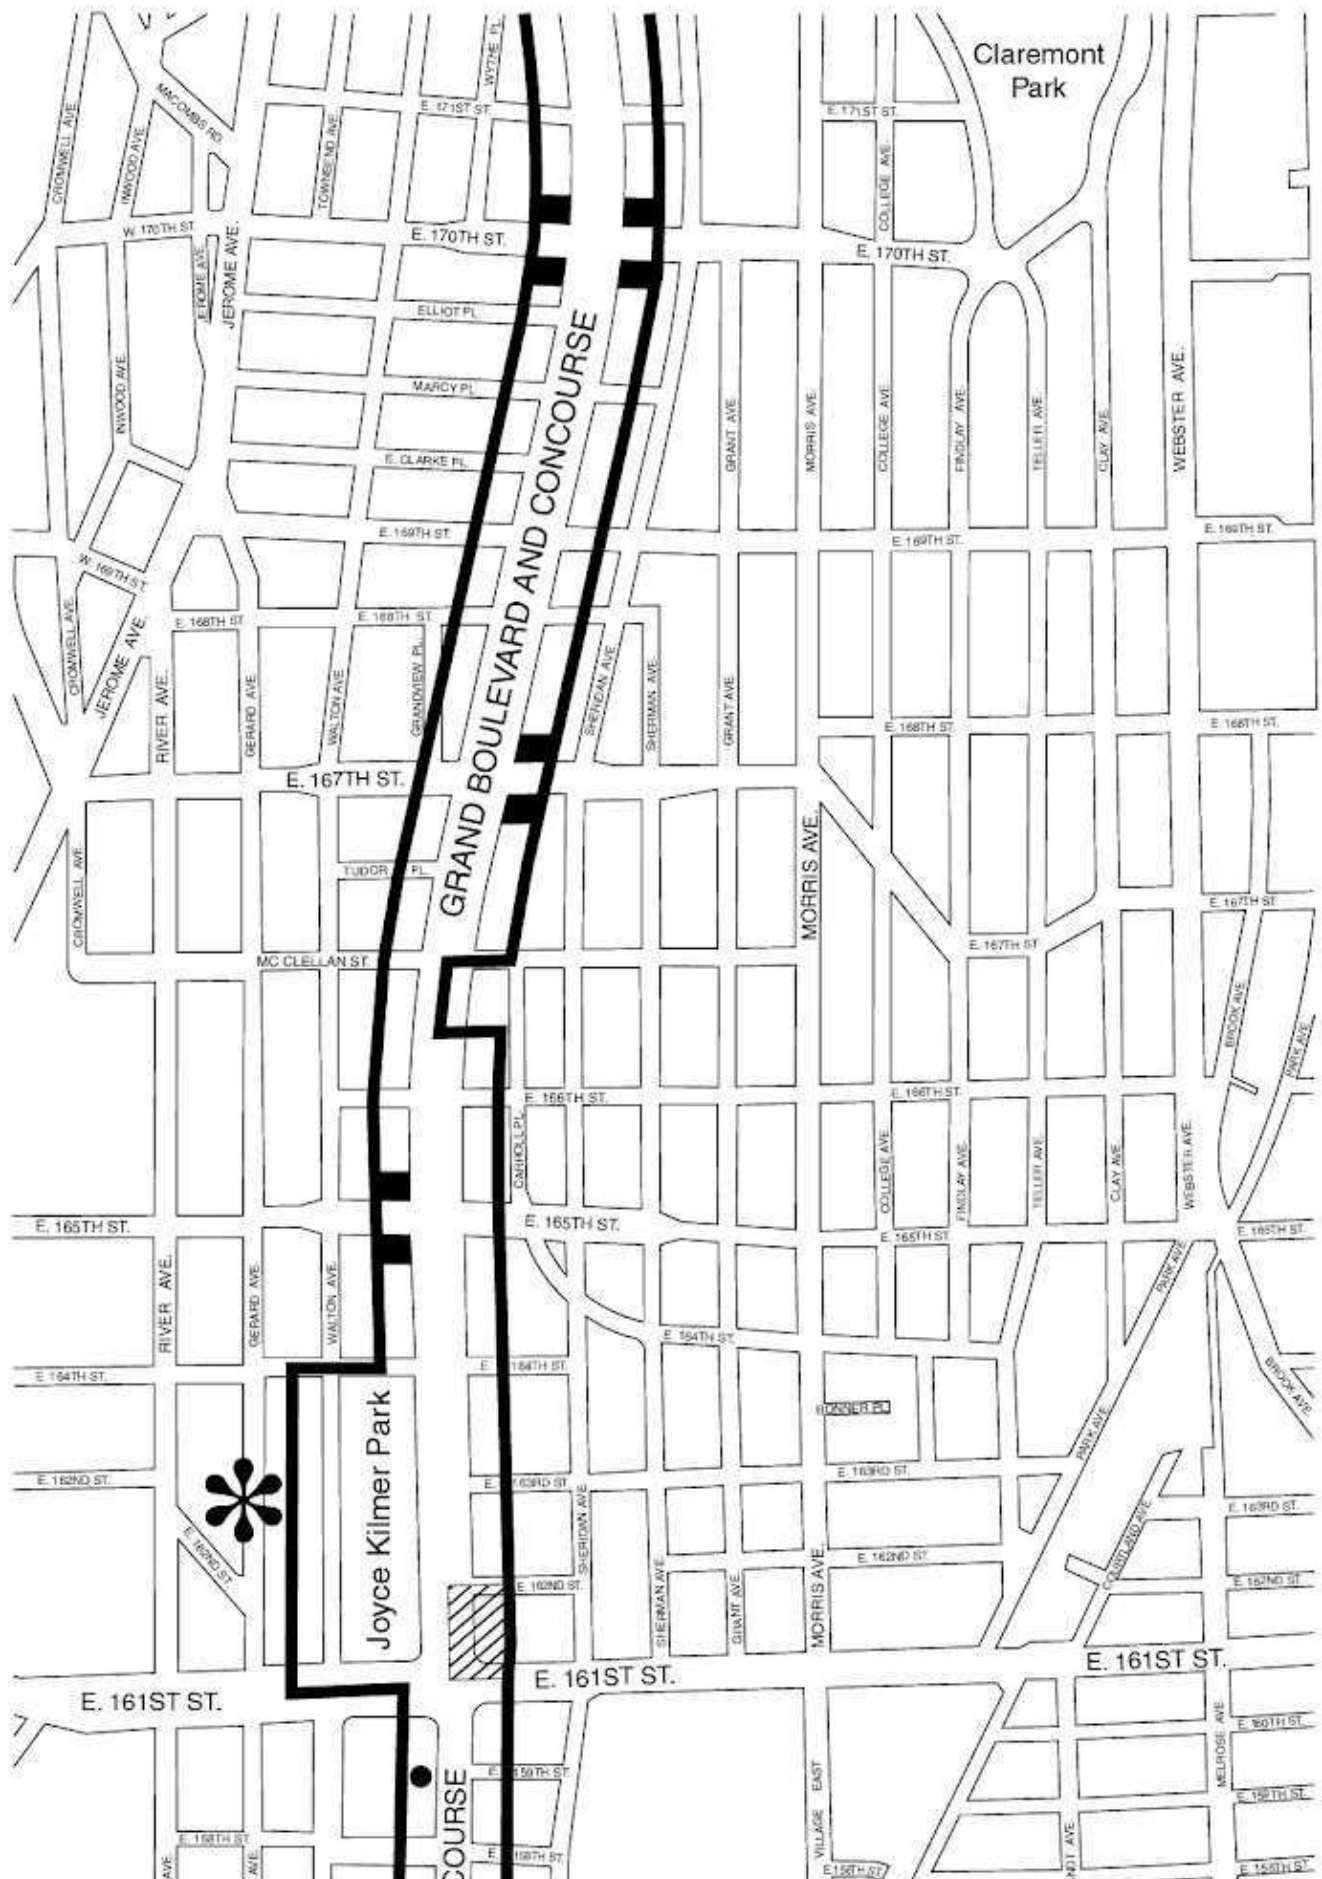 Claremont
Park
WYTHE PL.
MACOMBS RD.
E. 171ST ST.
E. 171ST ST.
CROMWELL AVE.
INWOOD AVE.
TOWNSEND AVE.
COLLEGE AVE.
W. 170TH ST.
E. 170TH ST.
E. 170TH ST.
JEROME AVE.
JEROME AVE.
ELLIOT PL.
INWOOD AVE.
MARCY PL.
GRANT AVE.
MORRIS AVE.
COLLEGE AVE.
FINDLAY AVE.
TELLER AVE.
CLAY AVE.
WEBSTER AVE.
E. CLARKE PL.
GRAND BOULEVARD AND CONCOURSE
E. 169TH ST.
E. 169TH ST.
E. 169TH ST.
W. 169TH ST.
CROMWELL AVE.
JEROME AVE.
E. 168TH ST.
E. 168TH ST.
RIVER AVE.
GERARD AVE.
WALTON AVE.
GRANDVIEW PL.
SHERIDAN AVE.
SHERMAN AVE.
GRANT AVE.
E. 168TH ST.
E. 168TH ST.
E. 167TH ST.
CROMWELL AVE.
TUDOR PL.
MORRIS AVE.
E. 167TH ST.
E. 167TH ST.
MC CLELLAN ST.
BROOK AVE.
PARK AVE.
E. 166TH ST.
E. 166TH ST.
CARROLL PL.
COLLEGE AVE.
FINDLAY AVE.
TELLER AVE.
CLAY AVE.
WEBSTER AVE.
E. 165TH ST.
E. 165TH ST.
E. 165TH ST.
E. 165TH ST.
RIVER AVE.
GERARD AVE.
WALTON AVE.
PARK AVE.
E. 164TH ST.
E. 164TH ST.
E. 164TH ST.
BROOK AVE.
BONNER PL.
PARK AVE.
Joyce Kilmer Park
E. 162ND ST.
E. 163RD ST.
E. 163RD ST.
E. 163RD ST.
SHERIDAN AVE.
COURTLAND AVE.
E. 162ND ST.
E. 162ND ST.
E. 162ND ST.
E. 162ND ST.
SHERMAN AVE.
GRANT AVE.
MORRIS AVE.
E. 161ST ST.
E. 161ST ST.
E. 161ST ST.
MELROSE AVE.
E. 160TH ST.
E. 159TH ST.
E. 159TH ST.
VILLAGE EAST
COURSE
E. 158TH ST.
E. 158TH ST.
E. 158TH ST.
E. 158TH ST.
AVE.
AVE.
NDT AVE.